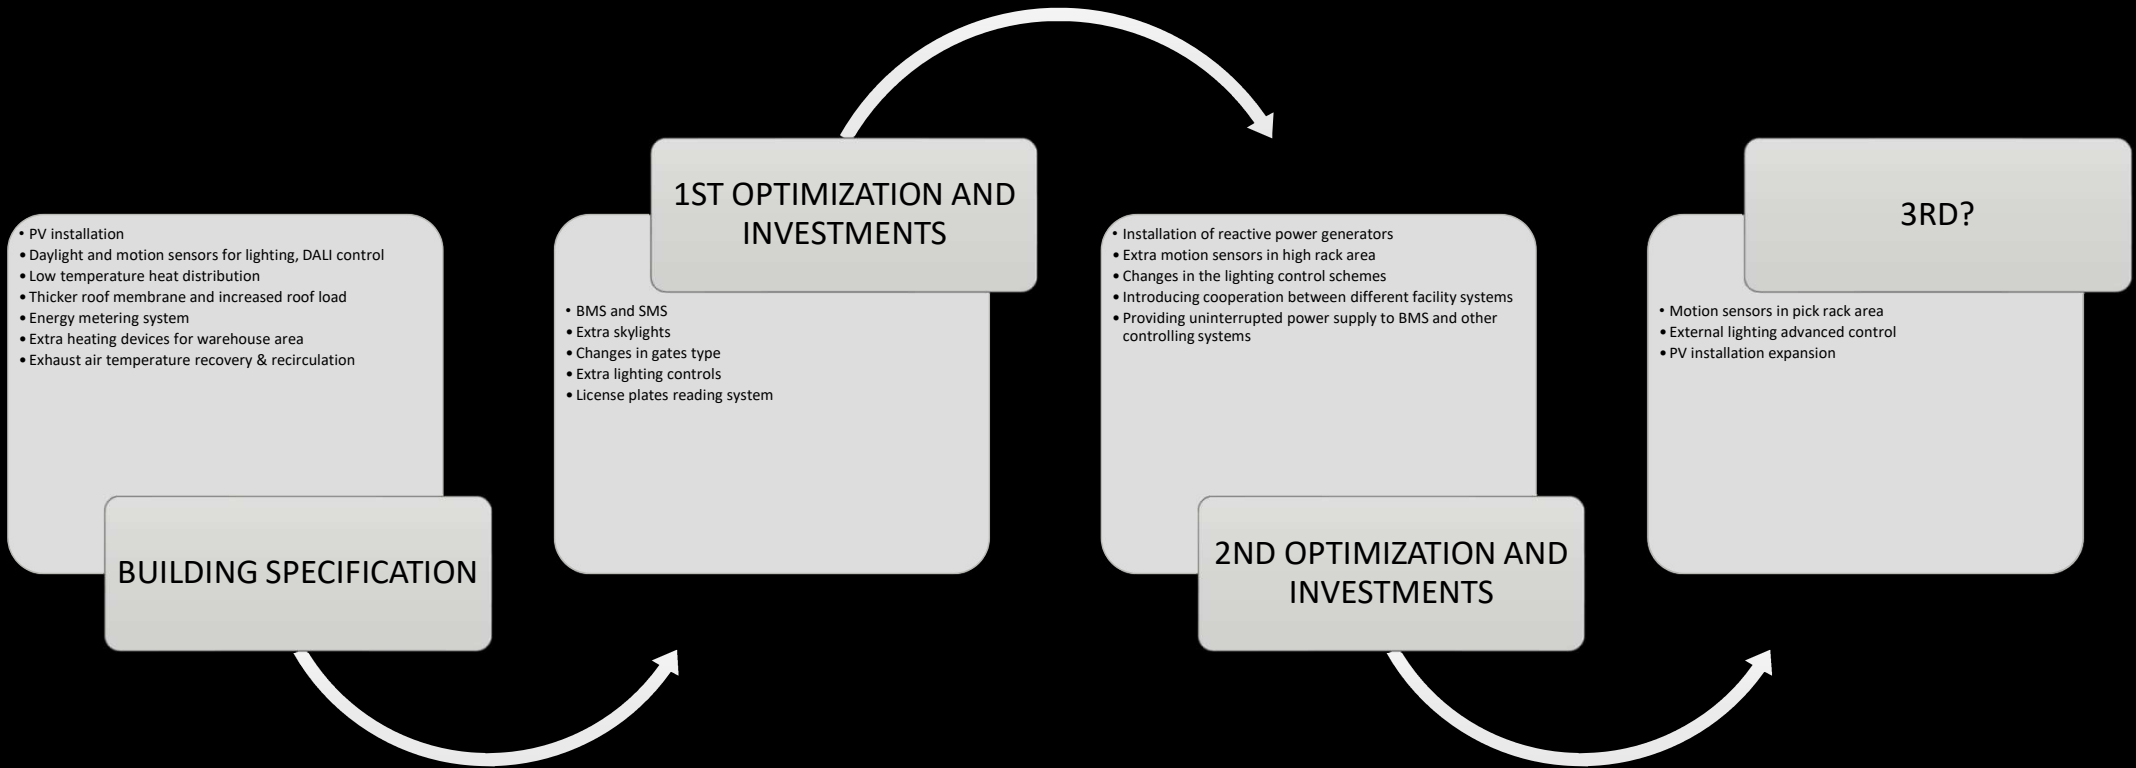 • PV installation
• Daylight and motion sensors for lighting, DALI control
• Low temperature heat distribution
• Thicker roof membrane and increased roof load
• Energy metering system
• Extra heating devices for warehouse area
• Exhaust air temperature recovery & recirculation
BUILDING SPECIFICATION
1ST OPTIMIZATION AND
INVESTMENTS
• BMS and SMS
• Extra skylights
• Changes in gates type
• Extra lighting controls
• License plates reading system
• Installation of reactive power generators
• Extra motion sensors in high rack area
• Changes in the lighting control schemes
• Introducing cooperation between different facility systems
• Providing uninterrupted power supply to BMS and other
controlling systems
2ND OPTIMIZATION AND
INVESTMENTS
3RD?
• Motion sensors in pick rack area
• External lighting advanced control
• PV installation expansion